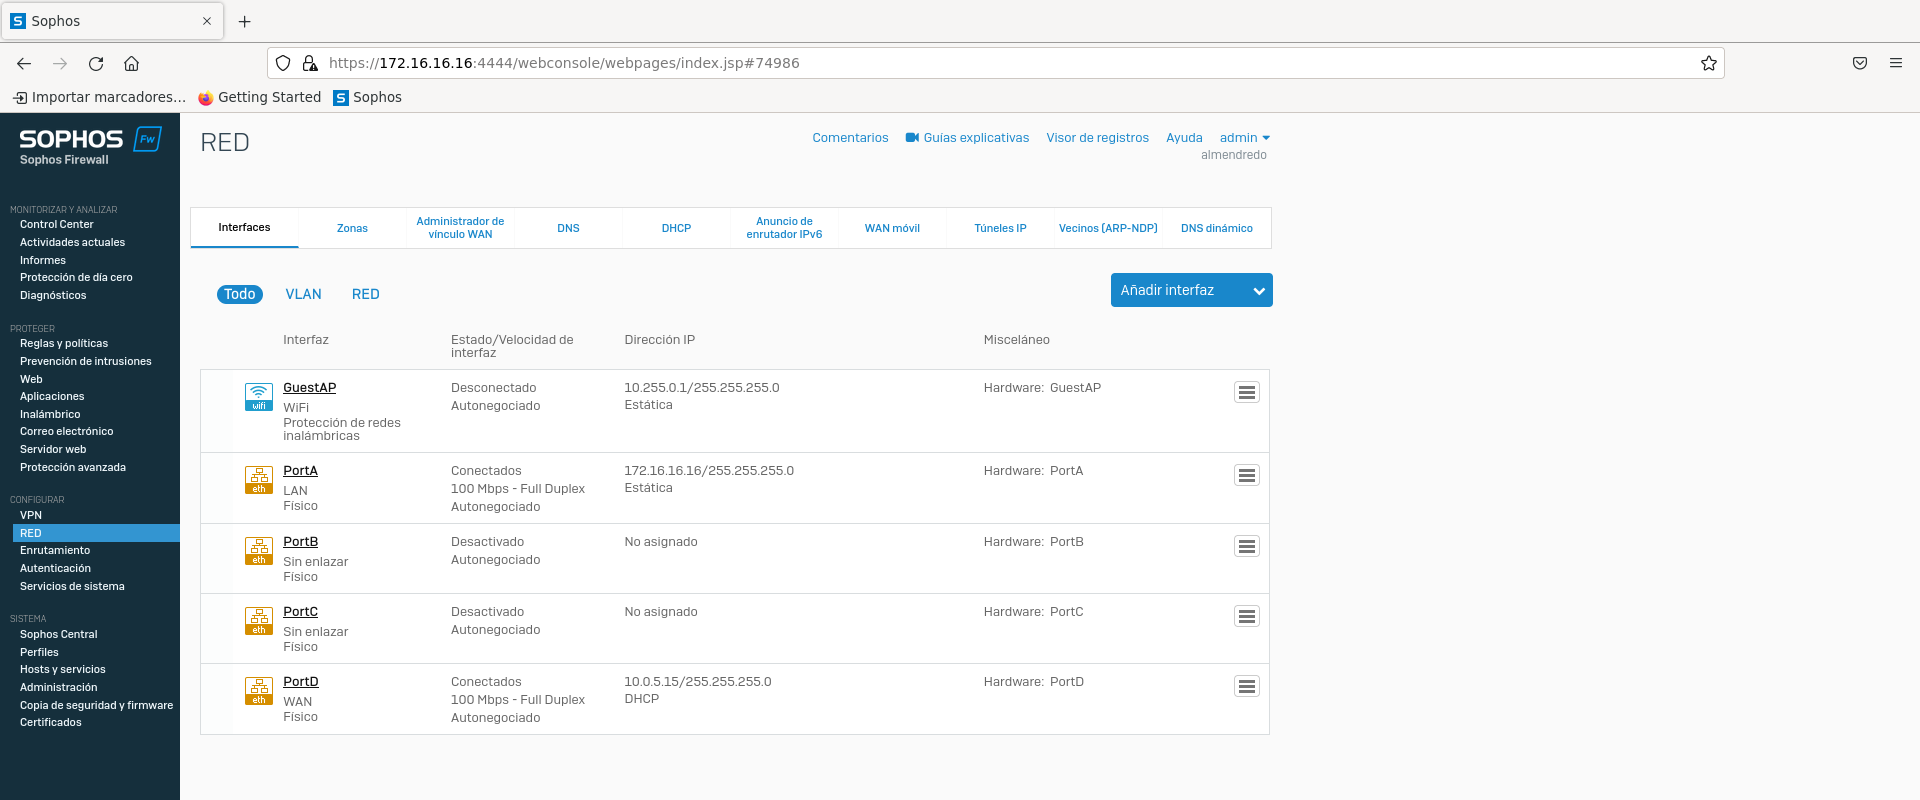 Sophos
https://172.16.16.16:4444/webconsole/webpages/index.jsp#74986
Importar marcadores...
Getting Started
Sophos
SOPHOS Fw
Sophos Firewall
MONITORIZAR Y ANALIZAR
Control Center
Actividades actuales
Informes
Protección de día cero
Diagnósticos
PROTEGER
Reglas y políticas
Prevención de intrusiones
Web
Aplicaciones
Inalámbrico
Correo electrónico
Servidor web
Protección avanzada
CONFIGURAR
VPN
RED
Enrutamiento
Autenticación
Servicios de sistema
SISTEMA
Sophos Central
Perfiles
Hosts y servicios
Administración
Copia de seguridad y firmware
Certificados
RED
Comentarios
Guías explicativas
Visor de registros
Ayuda
admin
almendredo
Interfaces
Zonas
Administrador de
vínculo WAN
DNS
DHCP
Anuncio de
enrutador IPv6
WAN móvil
Túneles IP
Vecinos (ARP-NDP)
DNS dinámico
Todo
VLAN
RED
Añadir interfaz
Interfaz
Estado/Velocidad de
interfaz
Dirección IP
Misceláneo
wifi
GuestAP
WiFi
Protección de redes
inalámbricas
Desconectado
Autonegociado
10.255.0.1/255.255.255.0
Estática
Hardware: GuestAP
eth
PortA
LAN
Físico
Conectados
100 Mbps - Full Duplex
Autonegociado
172.16.16.16/255.255.255.0
Estática
Hardware: PortA
eth
PortB
Sin enlazar
Físico
Desactivado
Autonegociado
No asignado
Hardware: PortB
eth
PortC
Sin enlazar
Físico
Desactivado
Autonegociado
No asignado
Hardware: PortC
eth
PortD
WAN
Físico
Conectados
100 Mbps - Full Duplex
Autonegociado
10.0.5.15/255.255.255.0
DHCP
Hardware: PortD